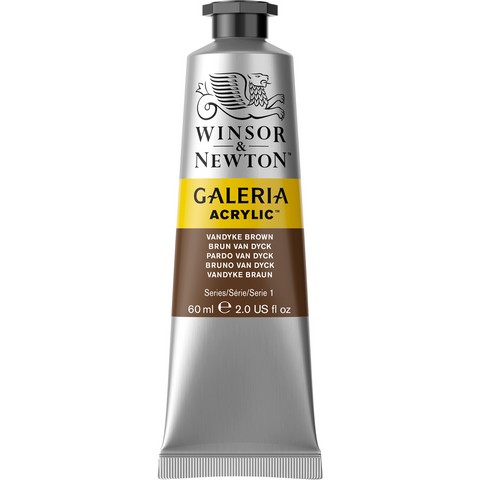 WINSOR
&
NEWTON™
GALERIA
ACRYLIC™
VANDYKE BROWN
BRUN VAN DYCK
PARDO VAN DYCK
BRUNO VAN DYCK
VANDYKE BRAUN
Series/Série/Serie 1
60 ml ℮ 2.0 US fl oz